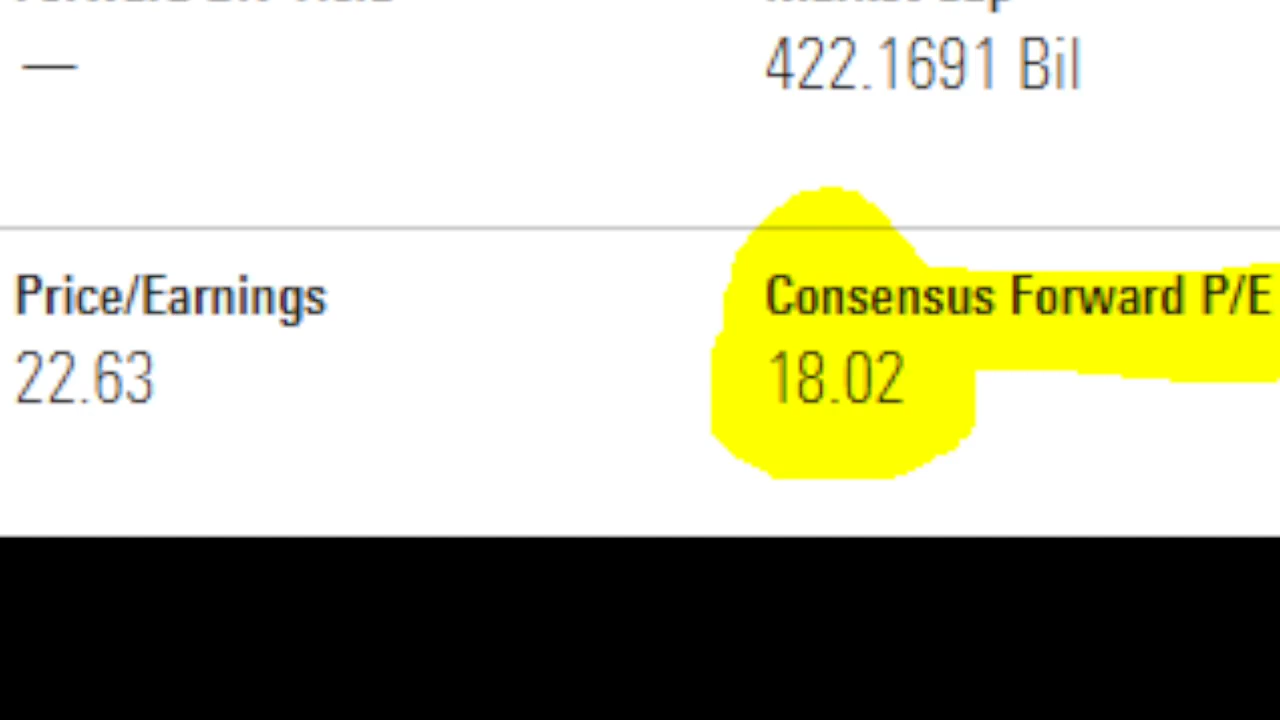 —
422.1691 Bil
Price/Earnings
Consensus Forward P/E
22.63
18.02